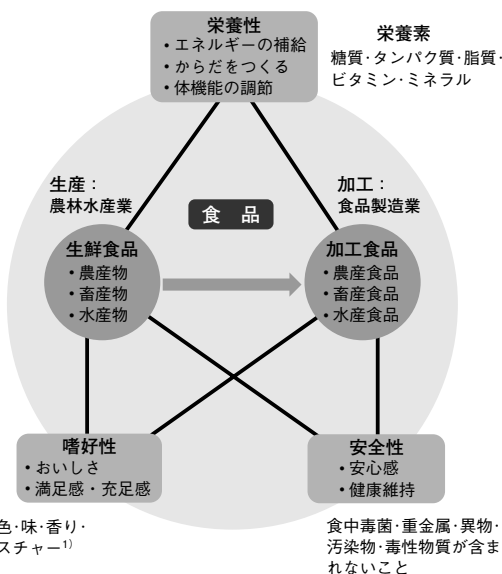 栄養性
・エネルギーの補給
・からだをつくる
・体機能の調節
栄養素
糖質・タンパク質・脂質・
ビタミン・ミネラル
生産：
農林水産業
食 品
加工：
食品製造業
生鮮食品
・農産物
・畜産物
・水産物
加工食品
・農産食品
・畜産食品
・水産食品
嗜好性
・おいしさ
・満足感・充足感
安全性
・安心感
・健康維持
色・味・香り・
スチャー1)
食中毒菌・重金属・異物・
汚染物・毒性物質が含ま
れないこと